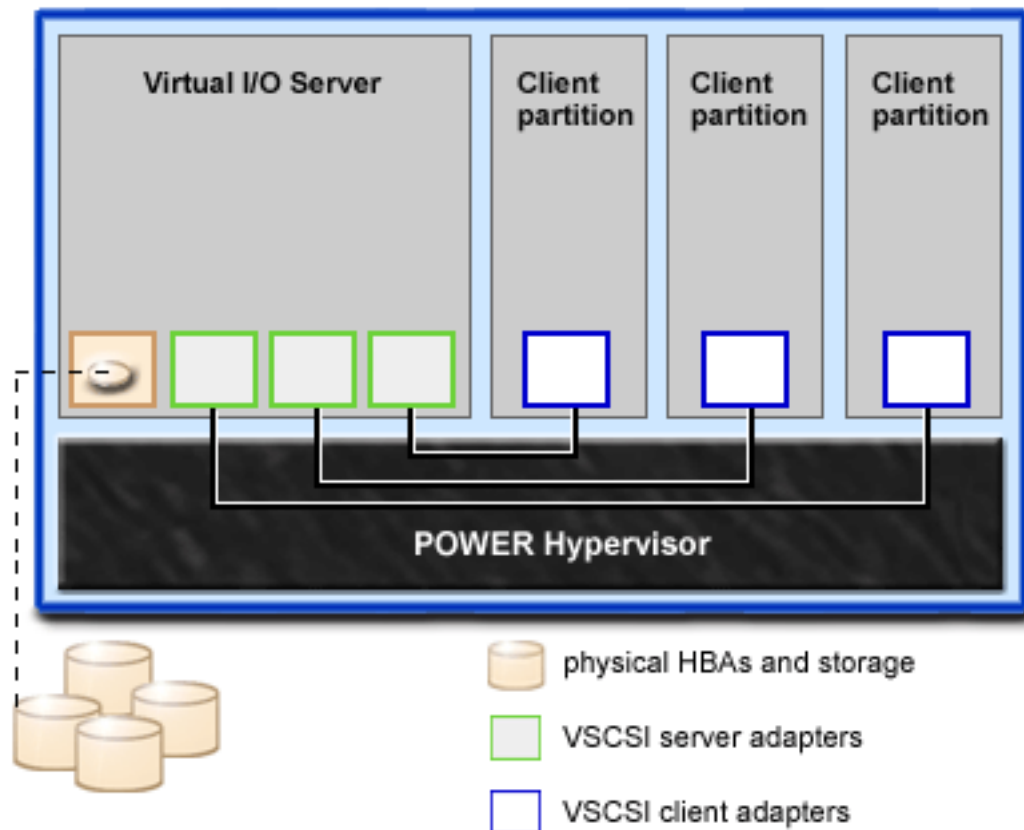 Virtual I/O Server
Client
partition
Client
partition
Client
partition
POWER Hypervisor
physical HBAs and storage
VSCSI server adapters
VSCSI client adapters